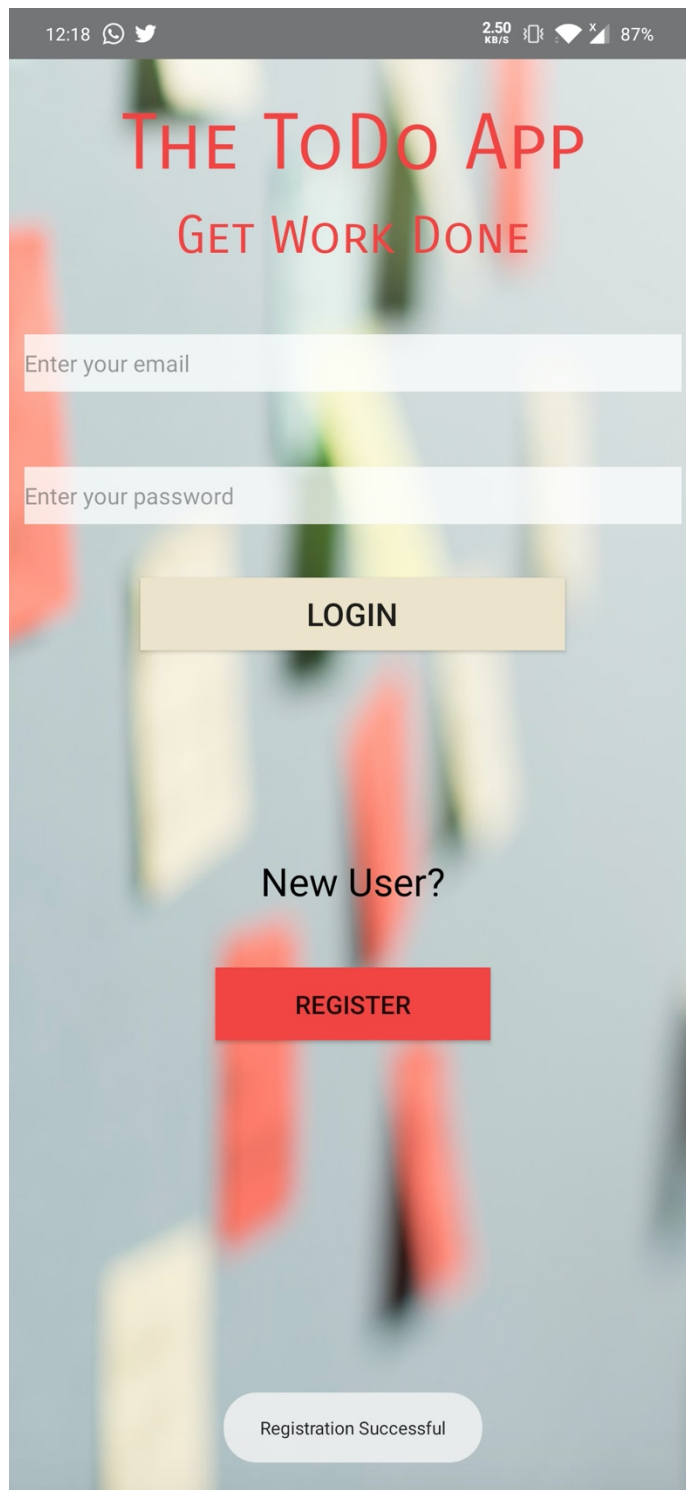 12:18 2.50 KB/S 87%
The ToDo App
Get Work Done
Enter your email
Enter your password
LOGIN
New User?
REGISTER
Registration Successful